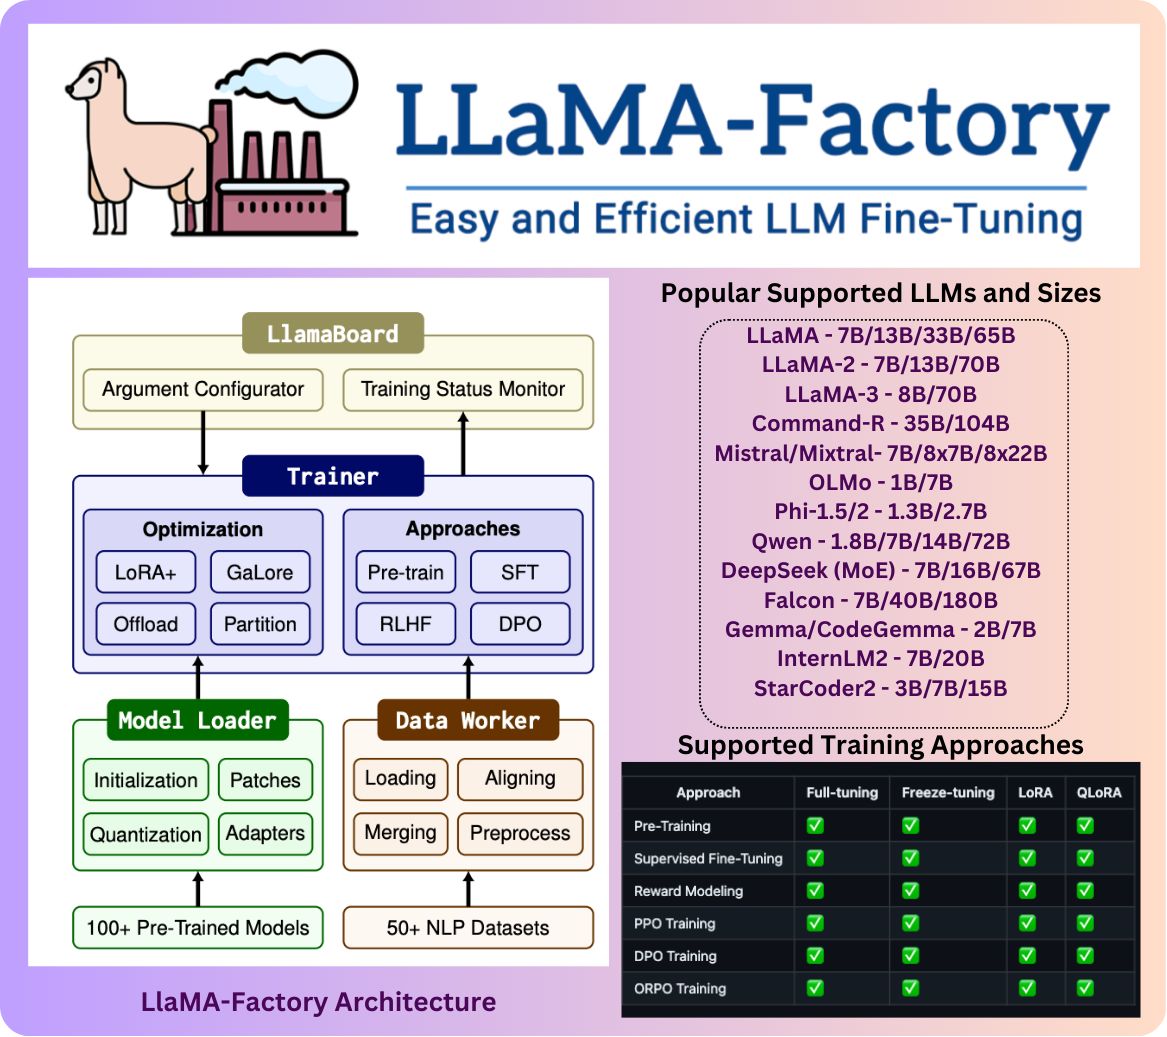 LLaMA-Factory
Easy and Efficient LLM Fine-Tuning
LlamaBoard
Argument Configurator
Training Status Monitor
Trainer
Optimization
LoRA+
GaLore
Offload
Partition
Approaches
Pre-train
SFT
RLHF
DPO
Model Loader
Initialization
Patches
Quantization
Adapters
100+ Pre-Trained Models
Data Worker
Loading
Aligning
Merging
Preprocess
50+ NLP Datasets
LlaMA-Factory Architecture
Popular Supported LLMs and Sizes
LLaMA - 7B/13B/33B/65B
LLaMA-2 - 7B/13B/70B
LLaMA-3 - 8B/70B
Command-R - 35B/104B
Mistral/Mixtral- 7B/8x7B/8x22B
OLMo - 1B/7B
Phi-1.5/2 - 1.3B/2.7B
Qwen - 1.8B/7B/14B/72B
DeepSeek (MoE) - 7B/16B/67B
Falcon - 7B/40B/180B
Gemma/CodeGemma - 2B/7B
InternLM2 - 7B/20B
StarCoder2 - 3B/7B/15B
Supported Training Approaches
Approach Full-tuning Freeze-tuning LoRA QLoRA
Pre-Training ✅ ✅ ✅ ✅
Supervised Fine-Tuning ✅ ✅ ✅ ✅
Reward Modeling ✅ ✅ ✅ ✅
PPO Training ✅ ✅ ✅ ✅
DPO Training ✅ ✅ ✅ ✅
ORPO Training ✅ ✅ ✅ ✅